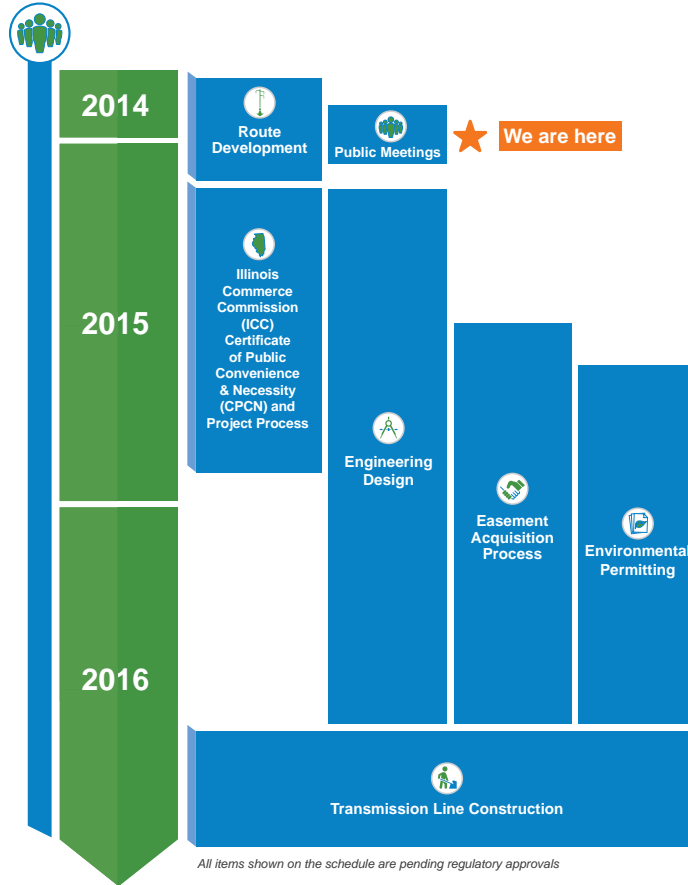 2014
Route
Development
Public Meetings
We are here
2015
Illinois
Commerce
Commission
(ICC)
Certificate
of Public
Convenience
& Necessity
(CPCN) and
Project Process
Engineering
Design
Easement
Acquisition
Process
Environmental
Permitting
2016
Transmission Line Construction
All items shown on the schedule are pending regulatory approvals